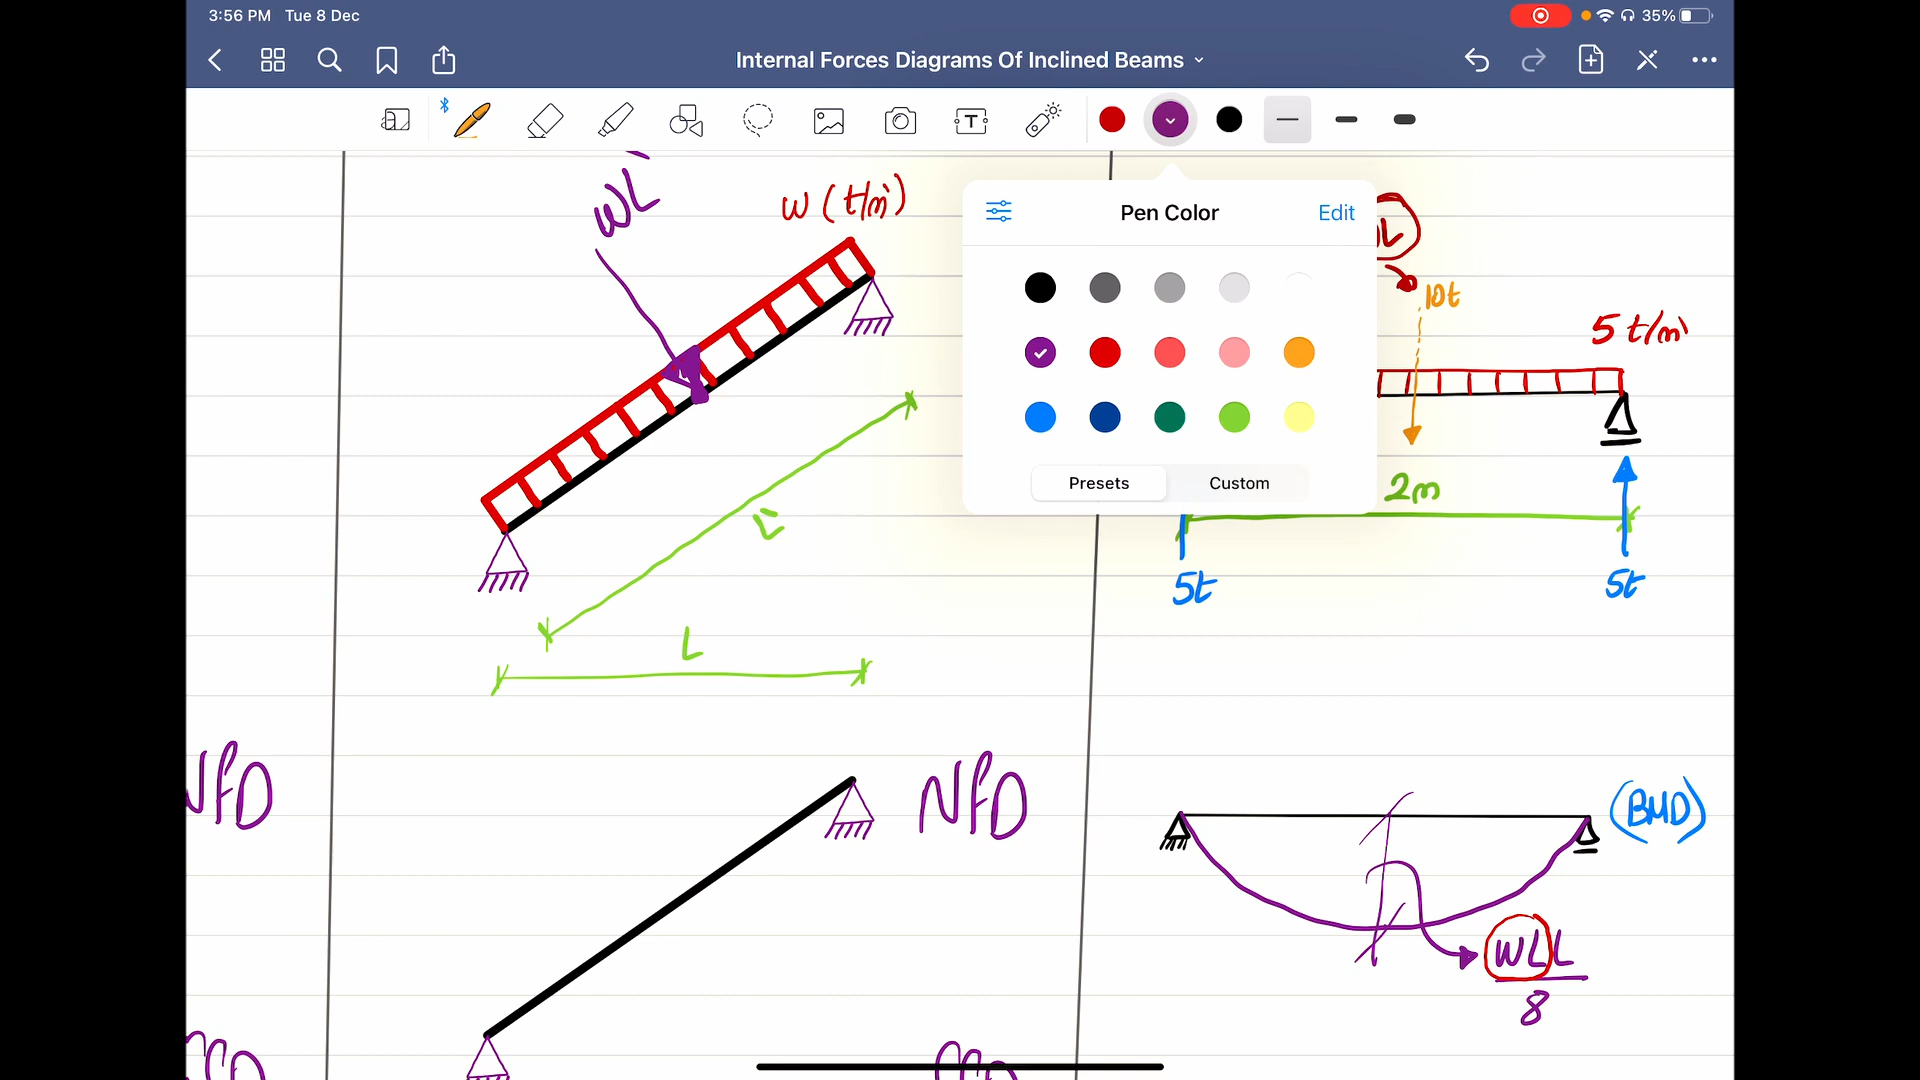 3:56 PM Tue 8 Dec
35%
Internal Forces Diagrams Of Inclined Beams
T
WL
w (t/m')
Pen Color
Edit
Presets
Custom
10t
5 t/m'
2m
5t
5t
L'
L
NFD
NFD
(BMD)
WLL
8